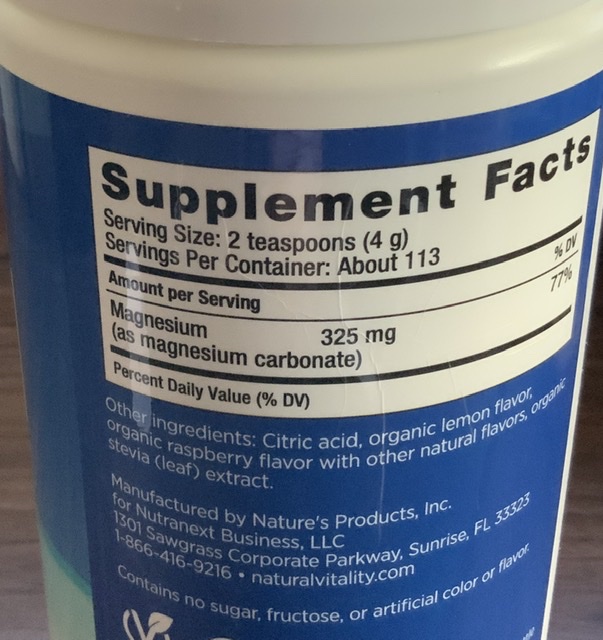 Supplement Facts
Serving Size: 2 teaspoons (4 g)
Servings Per Container: About 113
Amount per Serving % DV
Magnesium 325 mg 77%
(as magnesium carbonate)
Percent Daily Value (% DV)
Other ingredients: Citric acid, organic lemon flavor,
organic raspberry flavor with other natural flavors, organic
stevia (leaf) extract.
Manufactured by Nature's Products, Inc.
for Nutranext Business, LLC
1301 Sawgrass Corporate Parkway, Sunrise, FL 33323
1-866-416-9216 • naturalvitality.com
Contains no sugar, fructose, or artificial color or flavor.